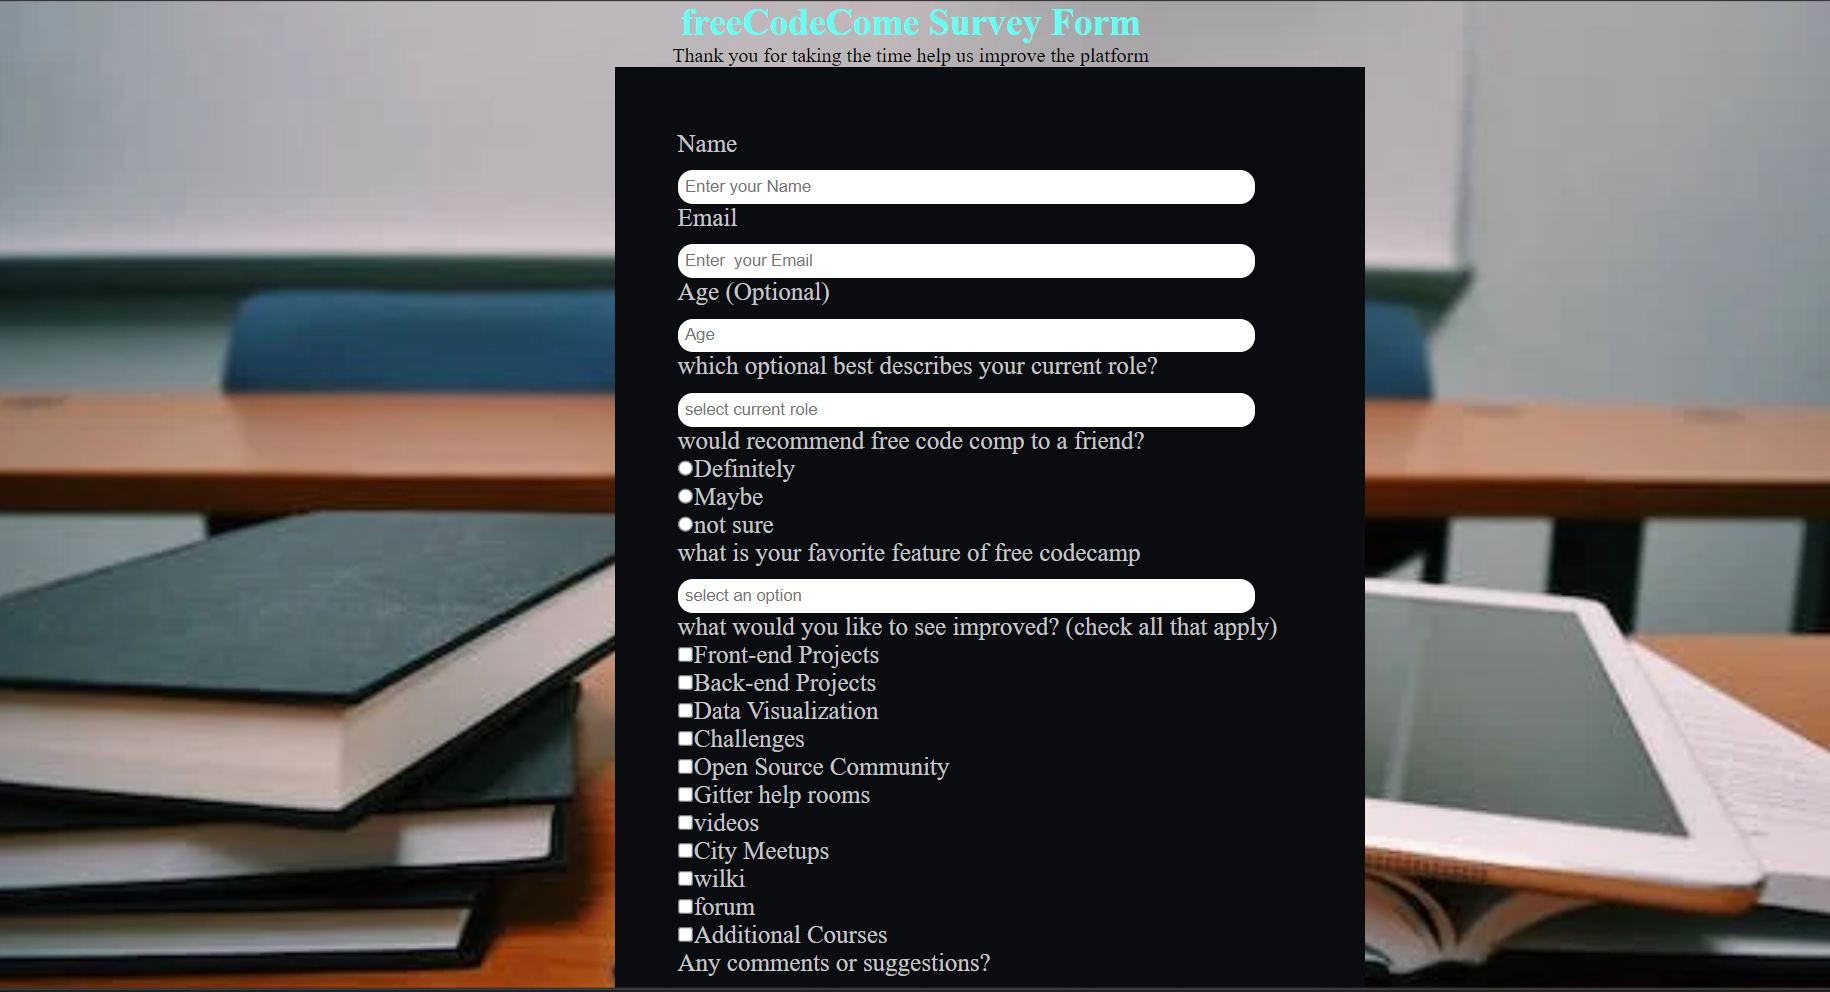 freeCodeCome Survey Form
Thank you for taking the time help us improve the platform
Name
Enter your Name
Email
Enter  your Email
Age (Optional)
Age
which optional best describes your current role?
select current role
would recommend free code comp to a friend?
Definitely
Maybe
not sure
what is your favorite feature of free codecamp
select an option
what would you like to see improved? (check all that apply)
Front-end Projects
Back-end Projects
Data Visualization
Challenges
Open Source Community
Gitter help rooms
videos
City Meetups
wilki
forum
Additional Courses
Any comments or suggestions?